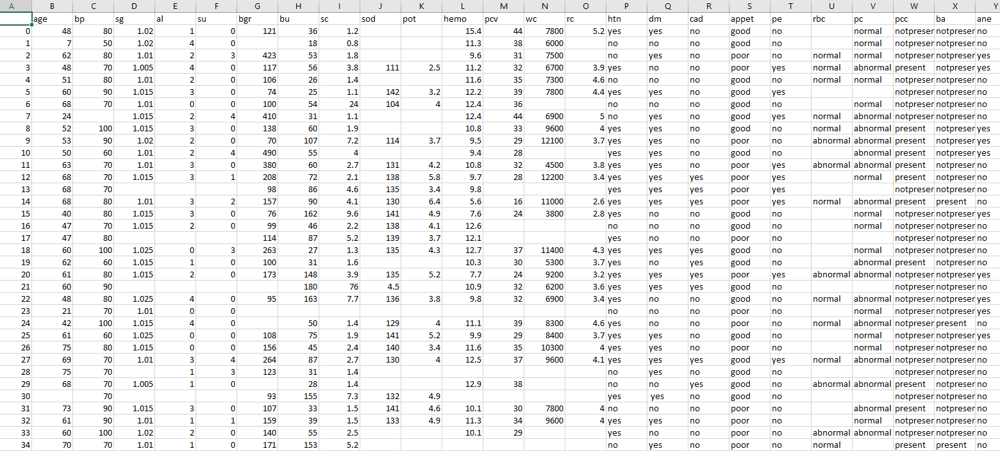 A B C D E F G H I J K L M N O P Q R S T U V W X Y
age bp sg al su bgr bu sc sod pot hemo pcv wc rc htn dm cad appet pe rbc pc pcc ba ane
0 48 80 1.02 1 0 121 36 1.2 15.4 44 7800 5.2 yes yes no good no normal notpreser notpreser no
1 7 50 1.02 4 0 18 0.8 11.3 38 6000 no no no good no normal notpreser notpreser no
2 62 80 1.01 2 3 423 53 1.8 9.6 31 7500 no yes no poor no normal normal notpreser notpreser yes
3 48 70 1.005 4 0 117 56 3.8 111 2.5 11.2 32 6700 3.9 yes no no poor yes normal abnormal present notpreser yes
4 51 80 1.01 2 0 106 26 1.4 11.6 35 7300 4.6 no no no good no normal normal notpreser notpreser no
5 60 90 1.015 3 0 74 25 1.1 142 3.2 12.2 39 7800 4.4 yes yes no good yes notpreser notpreser no
6 68 70 1.01 0 0 100 54 24 104 4 12.4 36 no no no good no normal notpreser notpreser no
7 24 1.015 2 4 410 31 1.1 12.4 44 6900 5 no yes no good yes normal abnormal notpreser notpreser no
8 52 100 1.015 3 0 138 60 1.9 10.8 33 9600 4 yes yes no good no normal abnormal present notpreser yes
9 53 90 1.02 2 0 70 107 7.2 114 3.7 9.5 29 12100 3.7 yes yes no poor no abnormal abnormal present notpreser yes
10 50 60 1.01 2 4 490 55 4 9.4 28 yes yes no good no abnormal present notpreser yes
11 63 70 1.01 3 0 380 60 2.7 131 4.2 10.8 32 4500 3.8 yes yes no poor yes abnormal abnormal present notpreser no
12 68 70 1.015 3 1 208 72 2.1 138 5.8 9.7 28 12200 3.4 yes yes yes poor yes normal present notpreser no
13 68 70 98 86 4.6 135 3.4 9.8 yes yes yes poor yes notpreser notpreser no
14 68 80 1.01 3 2 157 90 4.1 130 6.4 5.6 16 11000 2.6 yes yes yes poor yes normal abnormal present present no
15 40 80 1.015 3 0 76 162 9.6 141 4.9 7.6 24 3800 2.8 yes no no good no normal notpreser notpreser yes
16 47 70 1.015 2 0 99 46 2.2 138 4.1 12.6 no no no good no normal notpreser notpreser no
17 47 80 114 87 5.2 139 3.7 12.1 yes no no poor no notpreser notpreser no
18 60 100 1.025 0 3 263 27 1.3 135 4.3 12.7 37 11400 4.3 yes yes yes good no normal notpreser notpreser no
19 62 60 1.015 1 0 100 31 1.6 10.3 30 5300 3.7 yes no yes good no abnormal present notpreser no
20 61 80 1.015 2 0 173 148 3.9 135 5.2 7.7 24 9200 3.2 yes yes yes poor yes abnormal abnormal notpreser notpreser yes
21 60 90 180 76 4.5 10.9 32 6200 3.6 yes yes yes good no notpreser notpreser no
22 48 80 1.025 4 0 95 163 7.7 136 3.8 9.8 32 6900 3.4 yes no no good no normal abnormal notpreser notpreser yes
23 21 70 1.01 0 0 no no no poor no normal notpreser notpreser yes
24 42 100 1.015 4 0 50 1.4 129 4 11.1 39 8300 4.6 yes no no poor no normal abnormal notpreser present no
25 61 60 1.025 0 0 108 75 1.9 141 5.2 9.9 29 8400 3.7 yes yes no good no normal notpreser notpreser yes
26 75 80 1.015 0 0 156 45 2.4 140 3.4 11.6 35 10300 4 yes yes no poor no normal notpreser notpreser no
27 69 70 1.01 3 4 264 87 2.7 130 4 12.5 37 9600 4.1 yes yes yes good yes normal abnormal notpreser notpreser no
28 75 70 1 3 123 31 1.4 no yes no good no notpreser notpreser no
29 68 70 1.005 1 0 28 1.4 12.9 38 no no yes good no abnormal abnormal present notpreser no
30 70 93 155 7.3 132 4.9 yes yes no good no notpreser notpreser no
31 73 90 1.015 3 0 107 33 1.5 141 4.6 10.1 30 7800 4 no no no poor no abnormal present notpreser no
32 61 90 1.01 1 1 159 39 1.5 133 4.9 11.3 34 9600 4 yes yes no poor no normal notpreser notpreser no
33 60 100 1.02 2 0 140 55 2.5 10.1 29 yes no no poor no abnormal abnormal notpreser notpreser no
34 70 70 1.01 1 0 171 153 5.2 no yes no poor no normal present present no